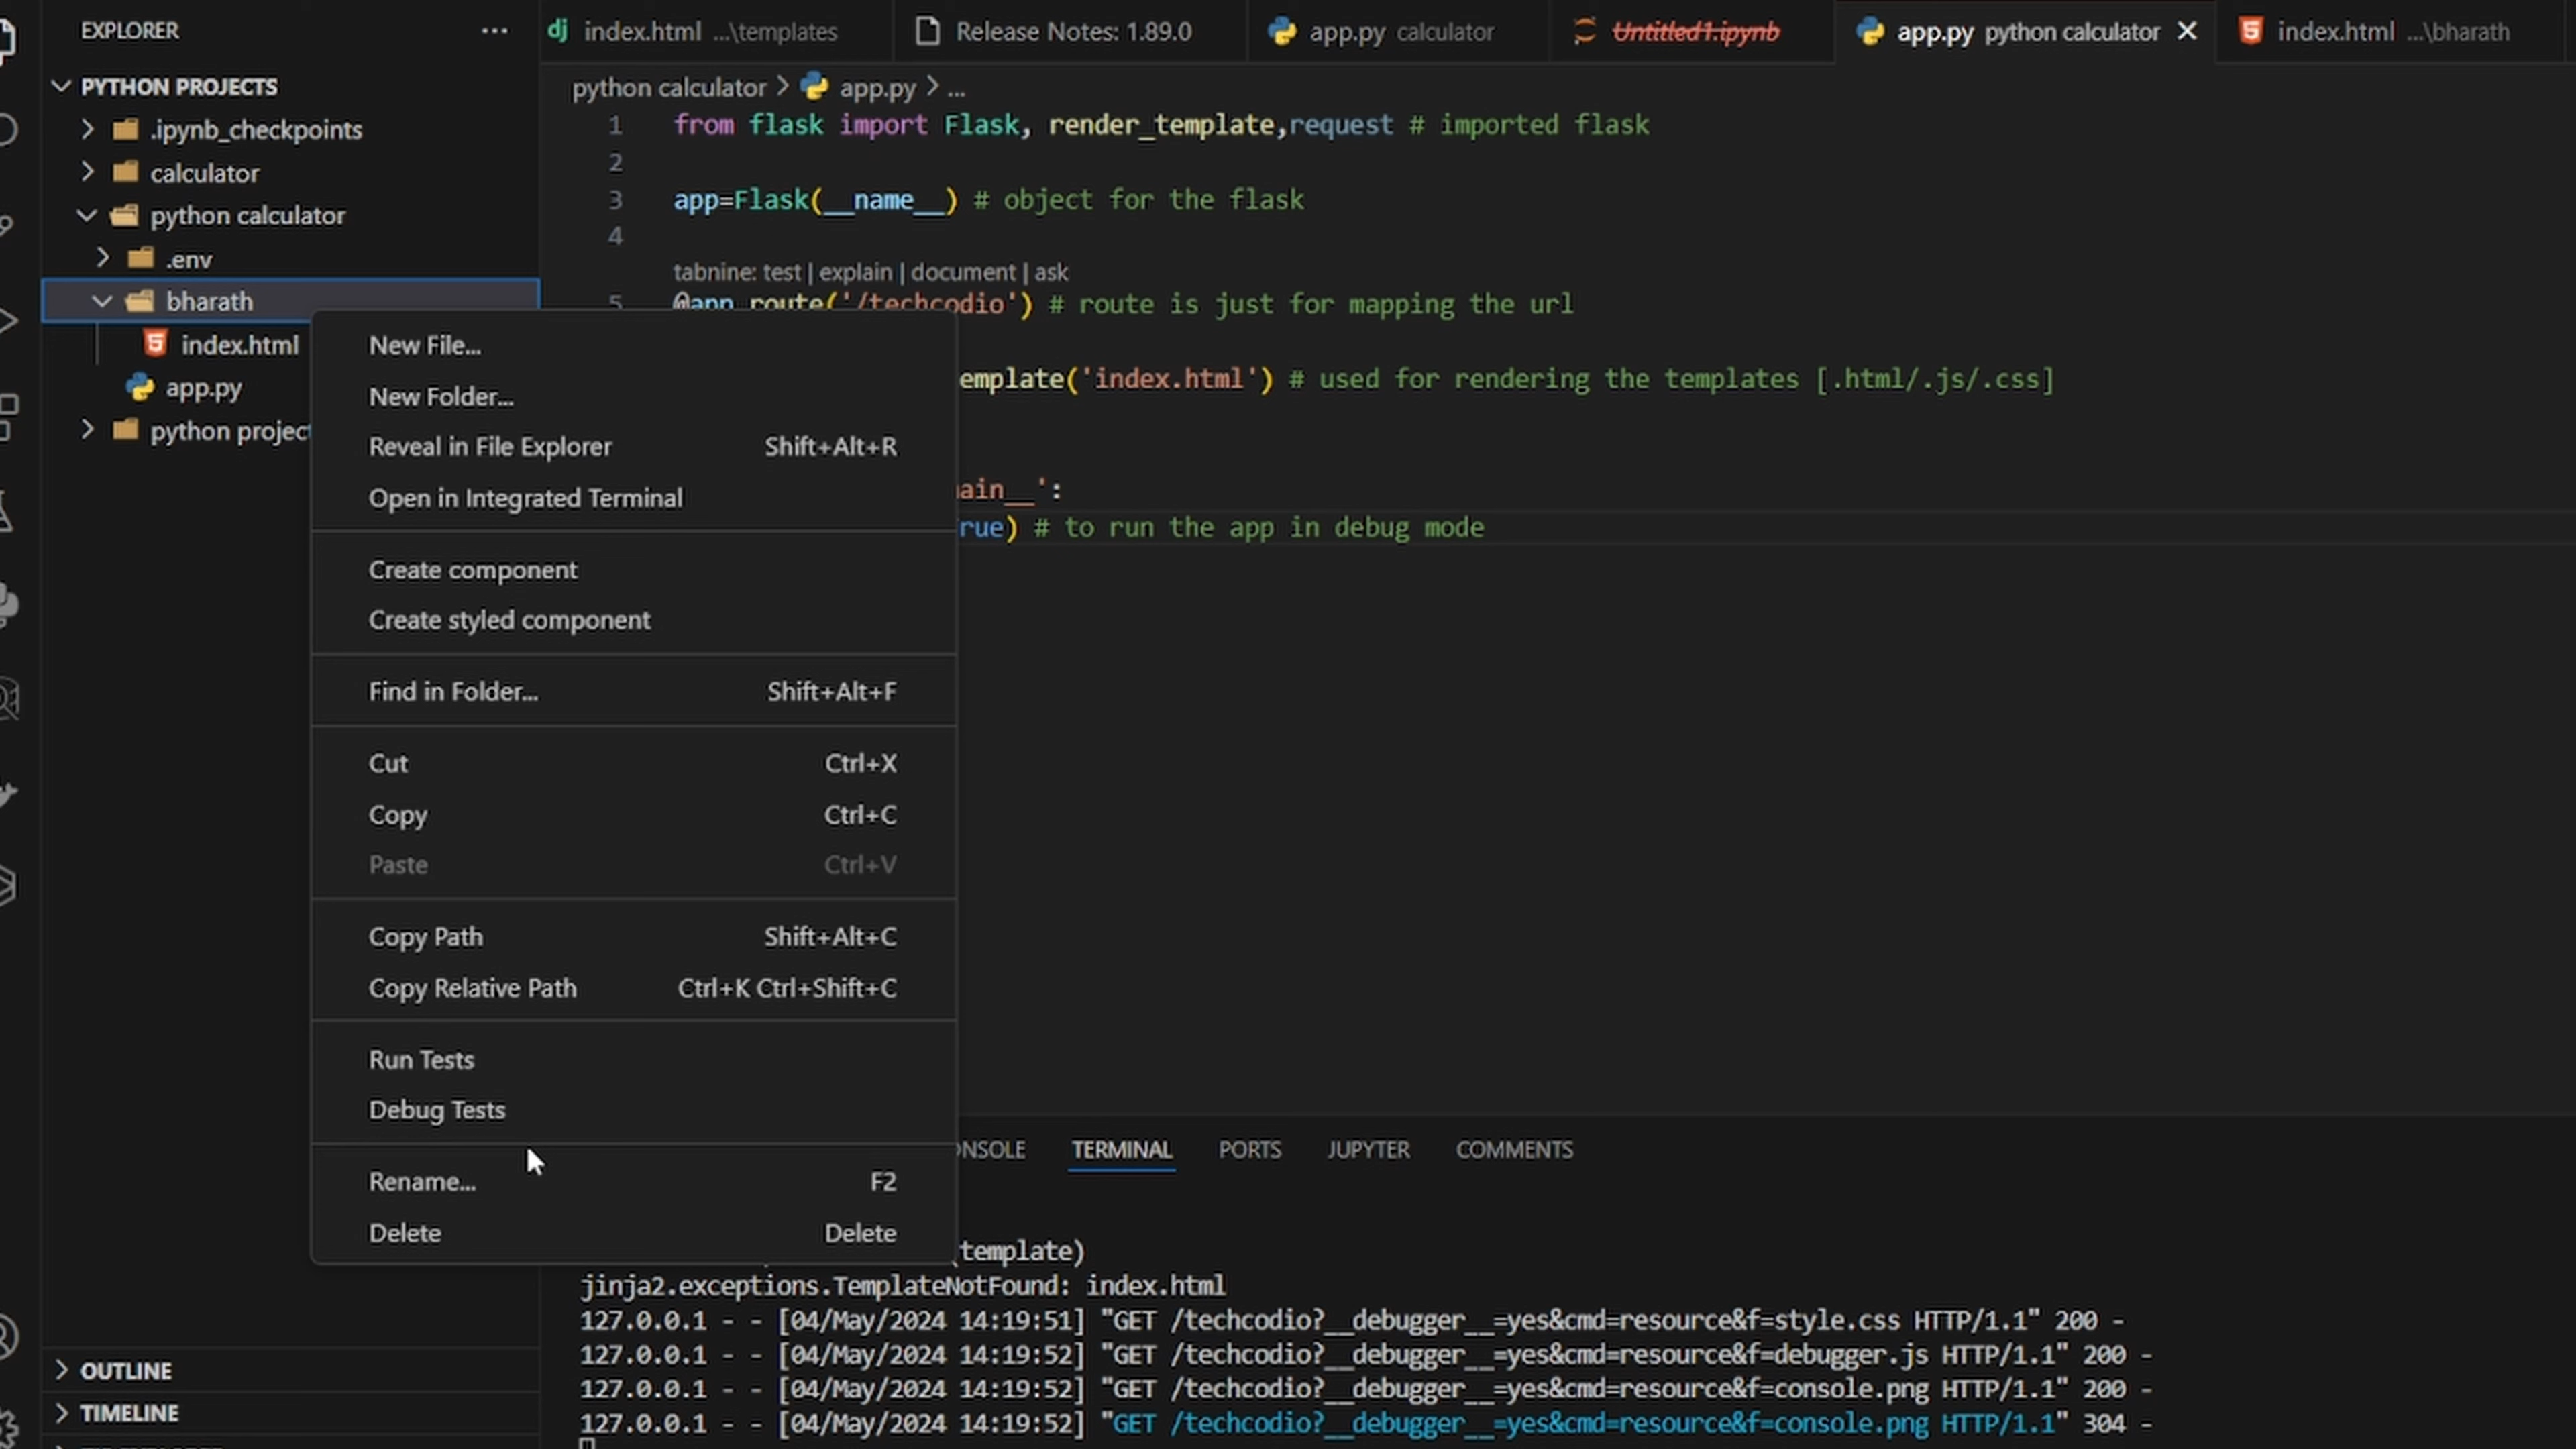 EXPLORER
PYTHON PROJECTS
.ipynb_checkpoints
calculator
python calculator
.env
bharath
index.html
app.py
python project
index.html ...\templates
Release Notes: 1.89.0
app.py calculator
Untitled1.ipynb
app.py python calculator
index.html ...\bharath
python calculator > app.py > ...
1 from flask import Flask, render_template,request # imported flask
2
3 app=Flask(__name__) # object for the flask
4
tabnine: test | explain | document | ask
5 @app.route('/techcodio') # route is just for mapping the url
emplate('index.html') # used for rendering the templates [.html/.js/.css]
ain__':
rue) # to run the app in debug mode
New File...
New Folder...
Reveal in File Explorer Shift+Alt+R
Open in Integrated Terminal
Create component
Create styled component
Find in Folder... Shift+Alt+F
Cut Ctrl+X
Copy Ctrl+C
Paste Ctrl+V
Copy Path Shift+Alt+C
Copy Relative Path Ctrl+K Ctrl+Shift+C
Run Tests
Debug Tests
Rename... F2
Delete Delete
ONSOLE TERMINAL PORTS JUPYTER COMMENTS
template)
jinja2.exceptions.TemplateNotFound: index.html
127.0.0.1 - - [04/May/2024 14:19:51] "GET /techcodio?__debugger__=yes&cmd=resource&f=style.css HTTP/1.1" 200 -
127.0.0.1 - - [04/May/2024 14:19:52] "GET /techcodio?__debugger__=yes&cmd=resource&f=debugger.js HTTP/1.1" 200 -
127.0.0.1 - - [04/May/2024 14:19:52] "GET /techcodio?__debugger__=yes&cmd=resource&f=console.png HTTP/1.1" 200 -
127.0.0.1 - - [04/May/2024 14:19:52] "GET /techcodio?__debugger__=yes&cmd=resource&f=console.png HTTP/1.1" 304 -
OUTLINE
TIMELINE